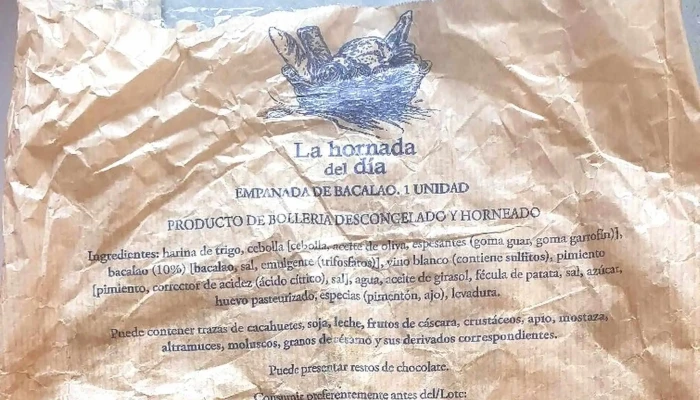 La hornada
del día
EMPANADA DE BACALAO. 1 UNIDAD
PRODUCTO DE BOLLERIA DESCONGELADO Y HORNEADO
Ingredientes: harina de trigo, cebolla [cebolla, aceite de oliva, espesantes (goma guar, goma garrofín)],
bacalao (10%) [bacalao, sal, emulgente (trifosfatos)], vino blanco (contiene sulfitos), pimiento
[pimiento, corrector de acidez (ácido cítrico), sal], agua, aceite de girasol, fécula de patata, sal, azúcar,
huevo pasteurizado, especias (pimentón, ajo), levadura.
Puede contener trazas de cacahuetes, soja, leche, frutos de cáscara, crustáceos, apio, mostaza,
altramuces, moluscos, granos de sésamo y sus derivados correspondientes.
Puede presentar restos de chocolate.
Consumir preferentemente antes del/Lote: